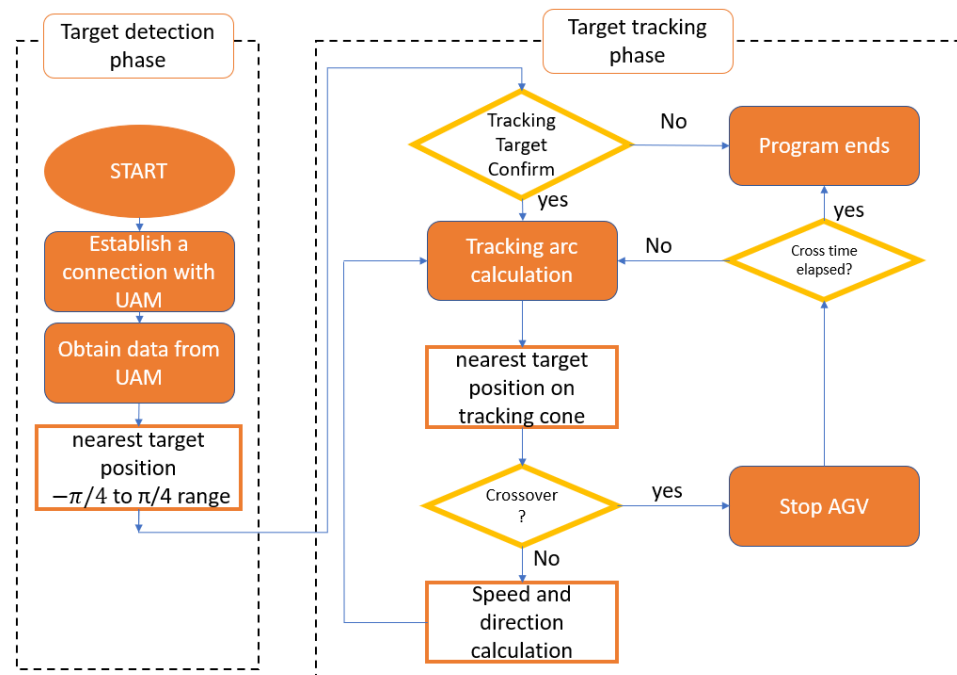 Target detection
phase
START
Establish a
connection with
UAM
Obtain data from
UAM
nearest target
position
−π/4 to π/4 range
Target tracking
phase
Tracking
Target
Confirm
No
Program ends
yes
yes
Tracking arc
calculation
No
Cross time
elapsed?
nearest target
position on
tracking cone
Crossover
?
yes
Stop AGV
No
Speed and
direction
calculation